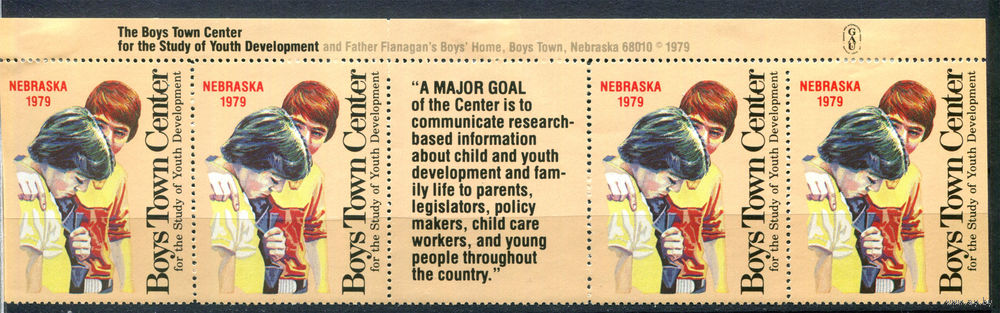 The Boys Town Center
for the Study of Youth Development and Father Flanagan's Boys' Home, Boys Town, Nebraska 68010 © 1979
GAU
NEBRASKA
1979
Boys Town Center
for the Study of Youth Development
NEBRASKA
1979
Boys Town Center
for the Study of Youth Development
“A MAJOR GOAL
of the Center is to
communicate research-
based information
about child and youth
development and fam-
ily life to parents,
legislators, policy
makers, child care
workers, and young
people throughout
the country.”
NEBRASKA
1979
Boys Town Center
for the Study of Youth Development
NEBRASKA
1979
Boys Town Center
for the Study of Youth Development